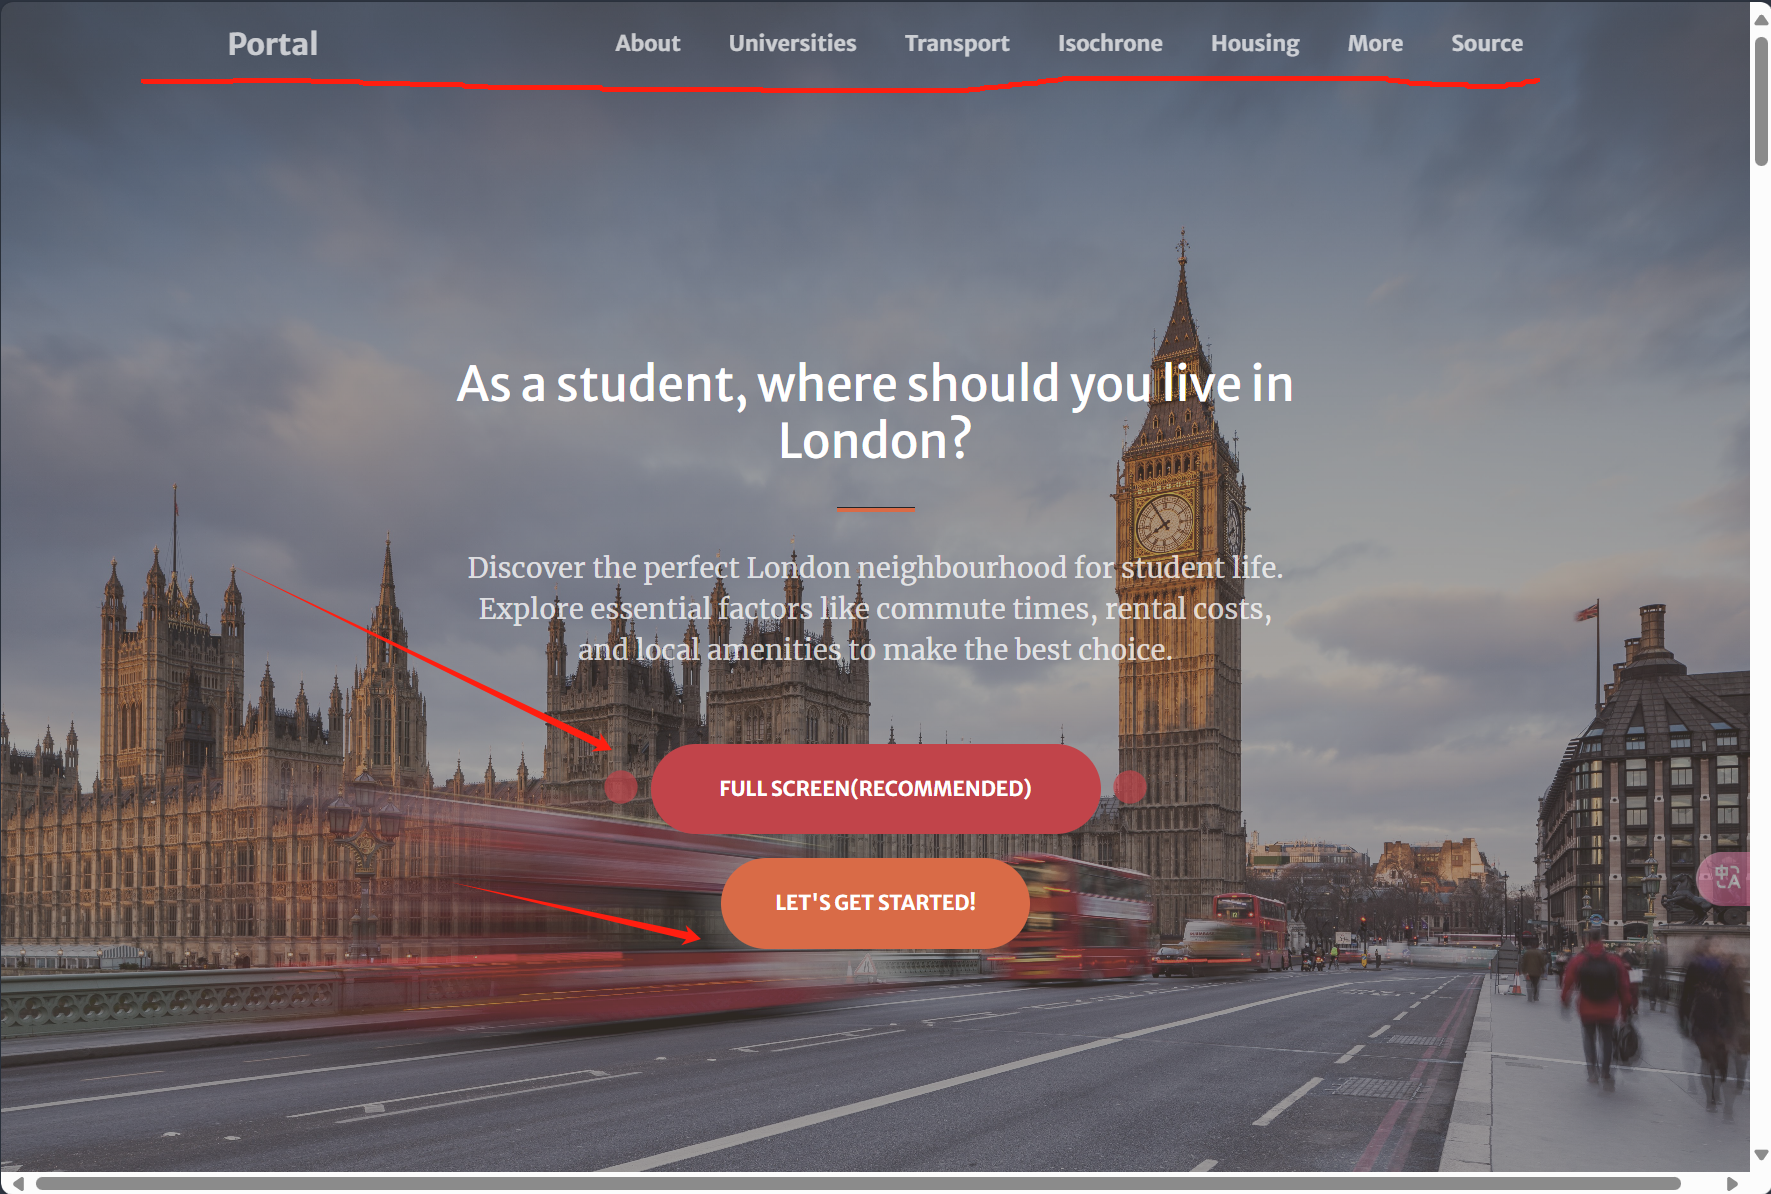 Portal
About Universities Transport Isochrone Housing More Source
As a student, where should you live in
London?
Discover the perfect London neighbourhood for student life.
Explore essential factors like commute times, rental costs,
and local amenities to make the best choice.
FULL SCREEN(RECOMMENDED)
LET'S GET STARTED!
中A